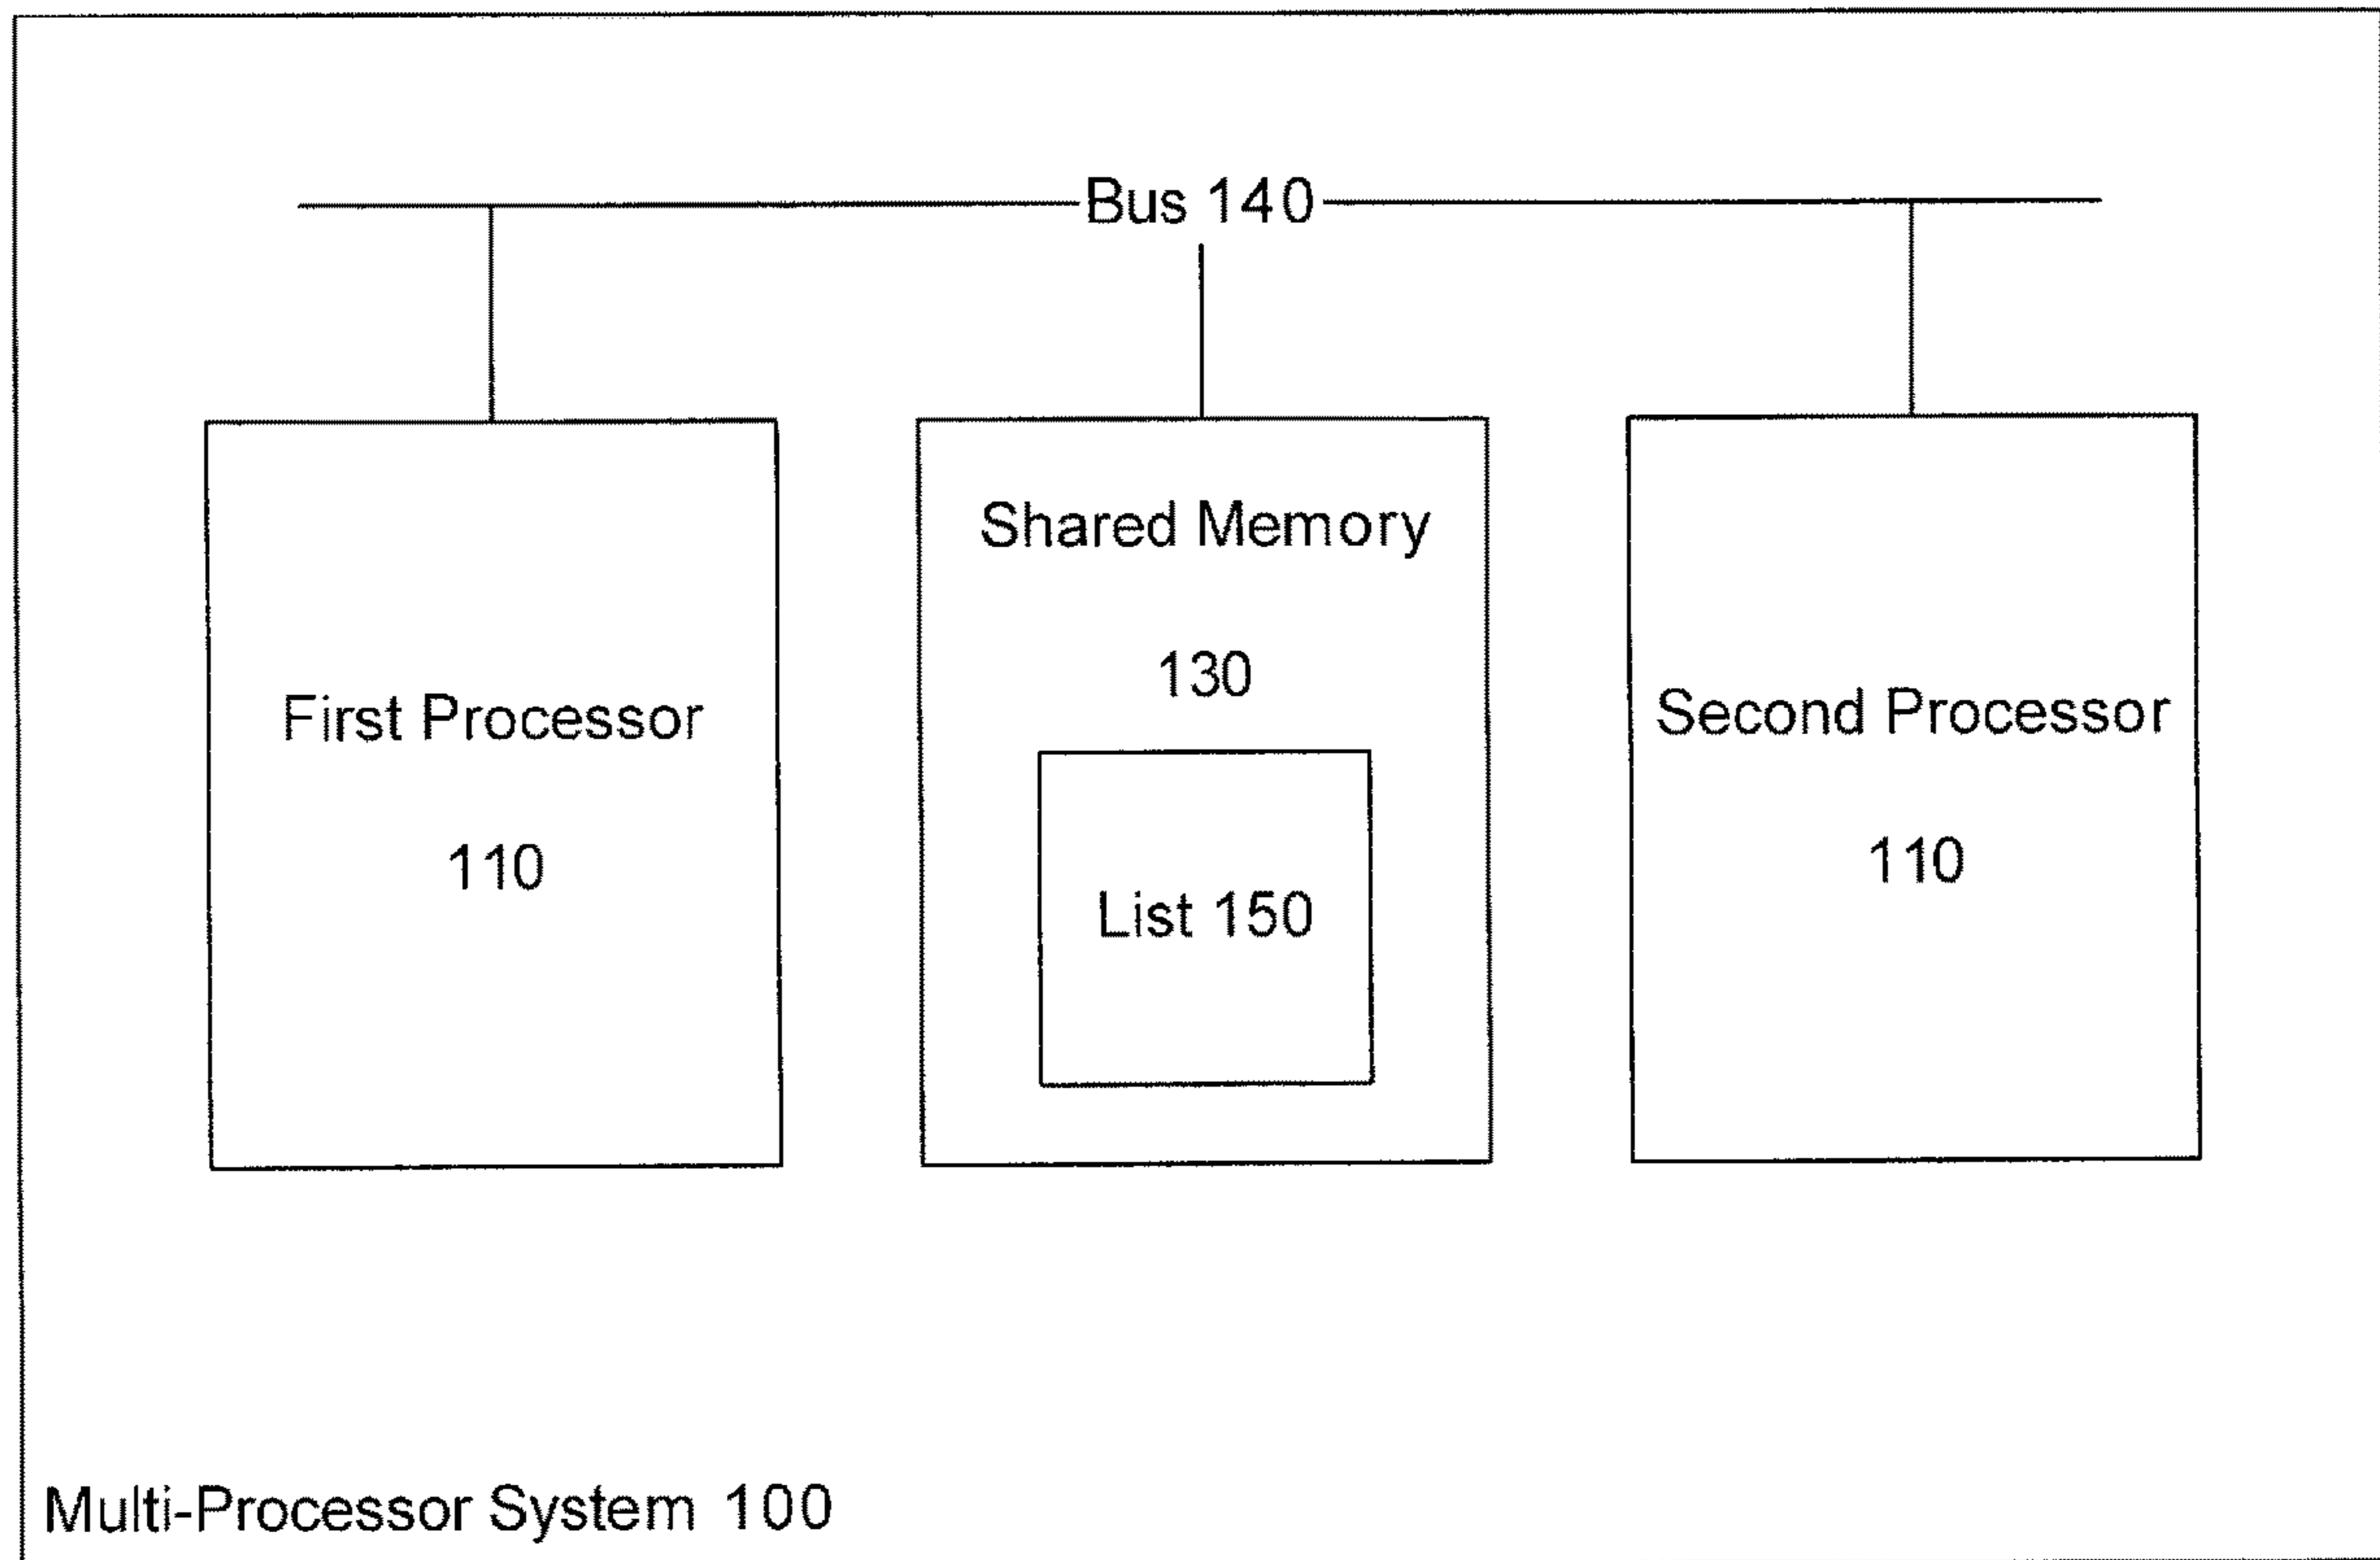 Bus 140
First Processor
110
Shared Memory
130
List 150
Second Processor
110
Multi-Processor System 100